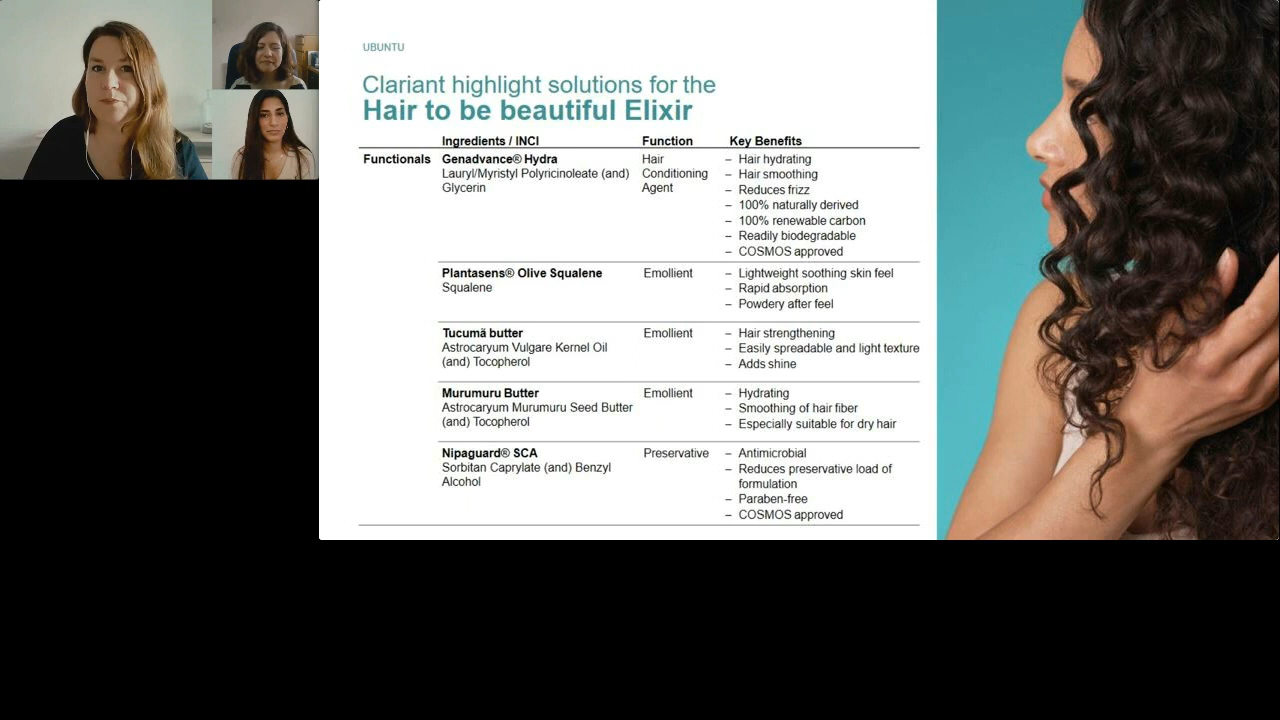 UBUNTU
Clariant highlight solutions for the
Hair to be beautiful Elixir
Ingredients / INCI Function Key Benefits
Functionals
Genadvance® Hydra
Lauryl/Myristyl Polyricinoleate (and)
Glycerin
Hair
Conditioning
Agent
– Hair hydrating
– Hair smoothing
– Reduces frizz
– 100% naturally derived
– 100% renewable carbon
– Readily biodegradable
– COSMOS approved
Plantasens® Olive Squalene
Squalene
Emollient
– Lightweight soothing skin feel
– Rapid absorption
– Powdery after feel
Tucumã butter
Astrocaryum Vulgare Kernel Oil
(and) Tocopherol
Emollient
– Hair strengthening
– Easily spreadable and light texture
– Adds shine
Murumuru Butter
Astrocaryum Murumuru Seed Butter
(and) Tocopherol
Emollient
– Hydrating
– Smoothing of hair fiber
– Especially suitable for dry hair
Nipaguard® SCA
Sorbitan Caprylate (and) Benzyl
Alcohol
Preservative
– Antimicrobial
– Reduces preservative load of
formulation
– Paraben-free
– COSMOS approved